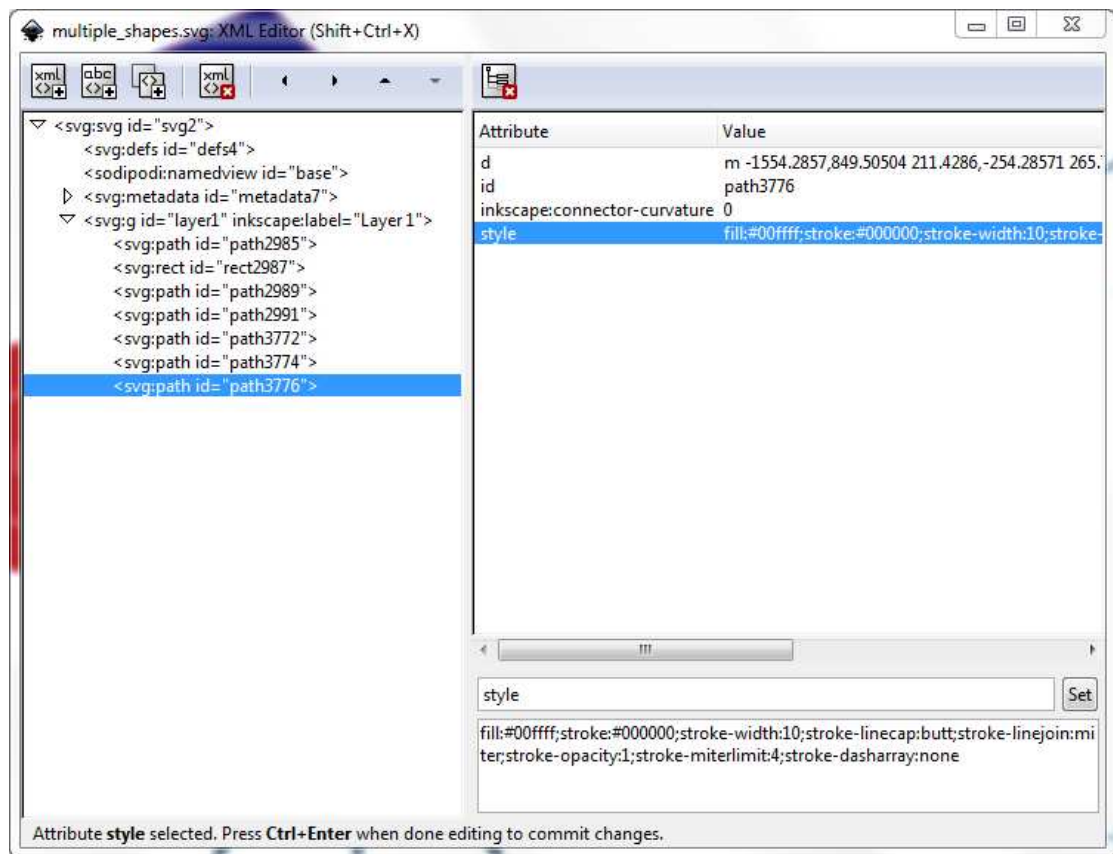 multiple_shapes.svg: XML Editor (Shift+Ctrl+X)
xml
abc
xml
<svg:svg id="svg2">
<svg:defs id="defs4">
<sodipodi:namedview id="base">
<svg:metadata id="metadata7">
<svg:g id="layer1" inkscape:label="Layer 1">
<svg:path id="path2985">
<svg:rect id="rect2987">
<svg:path id="path2989">
<svg:path id="path2991">
<svg:path id="path3772">
<svg:path id="path3774">
<svg:path id="path3776">
Attribute Value
d m -1554.2857,849.50504 211.4286,-254.28571 265.
id path3776
inkscape:connector-curvature 0
style fill:#00ffff;stroke:#000000;stroke-width:10;stroke-
style Set
fill:#00ffff;stroke:#000000;stroke-width:10;stroke-linecap:butt;stroke-linejoin:mi
ter;stroke-opacity:1;stroke-miterlimit:4;stroke-dasharray:none
Attribute style selected. Press Ctrl+Enter when done editing to commit changes.